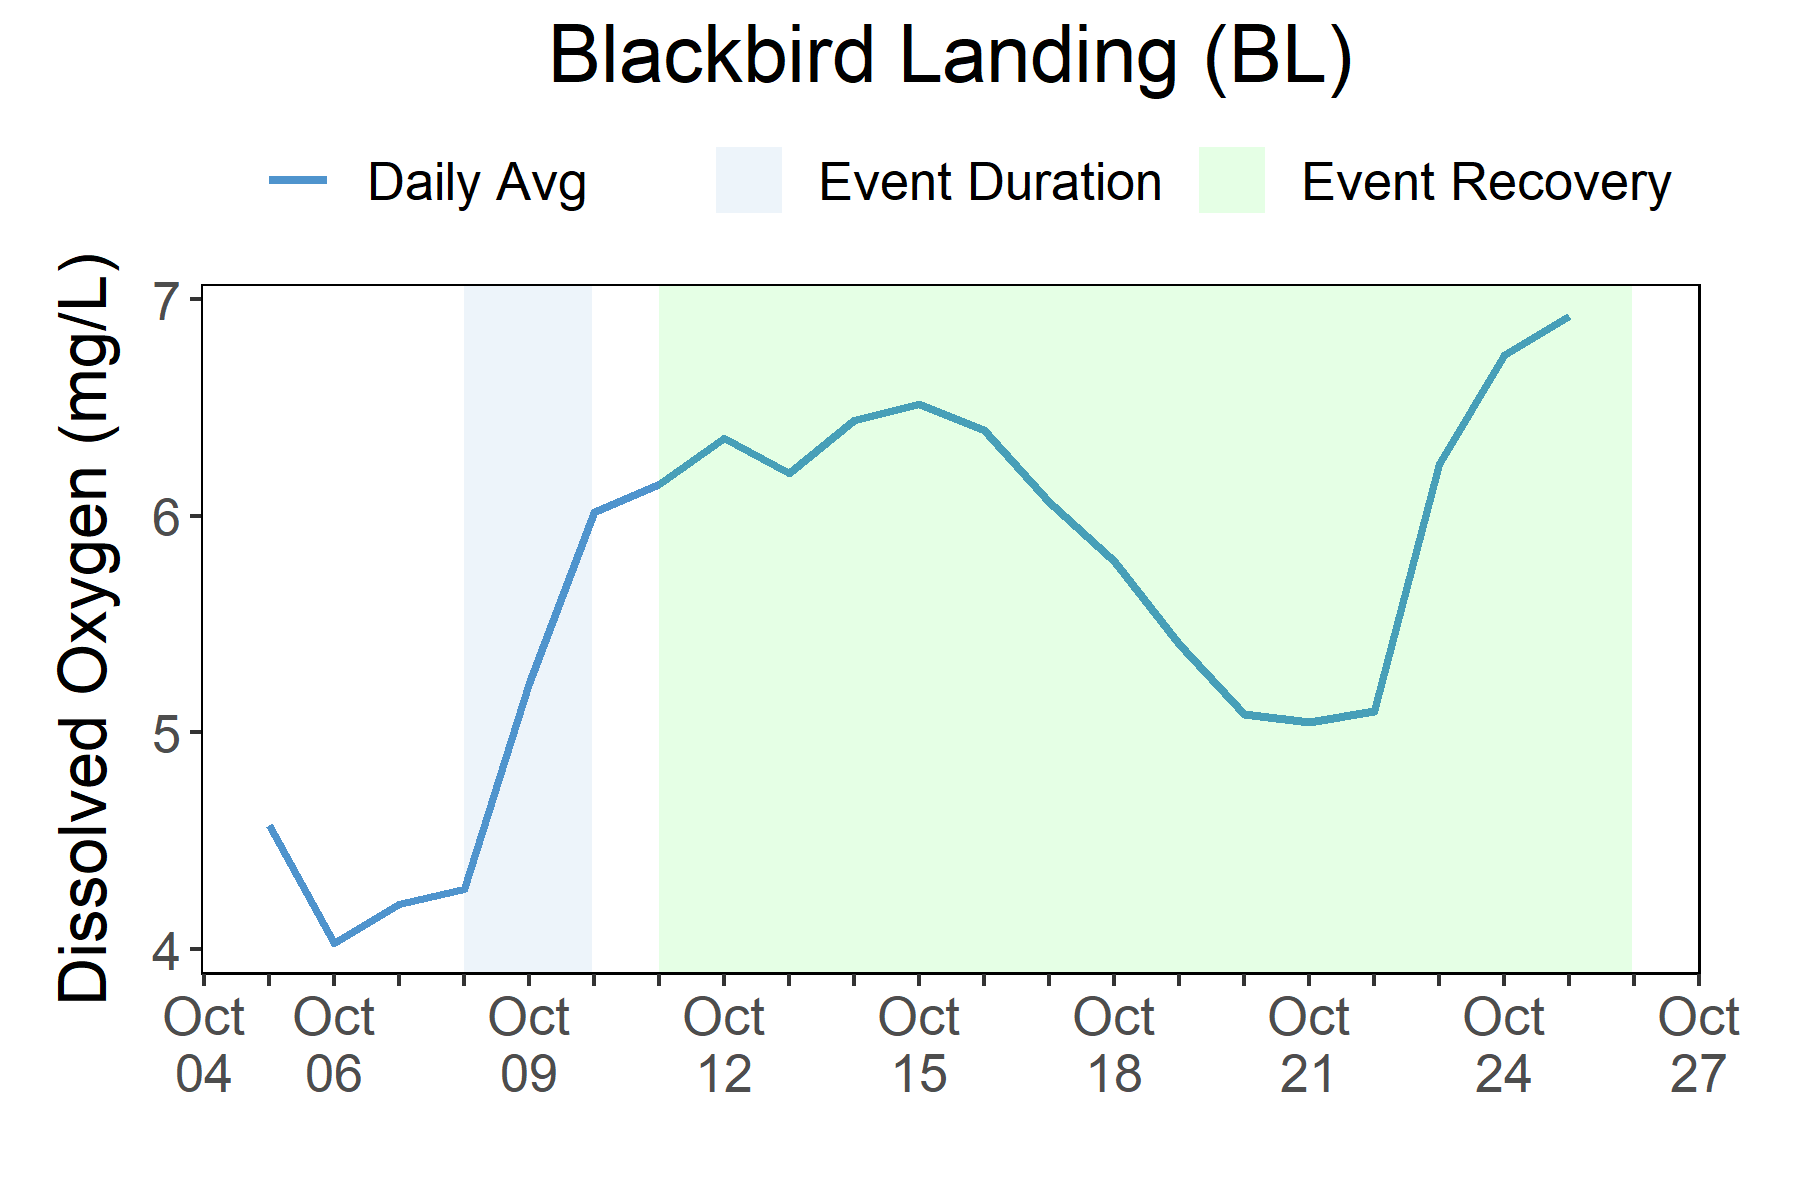 Blackbird Landing (BL)
Daily Avg Event Duration Event Recovery
Dissolved Oxygen (mg/L)
7
6
5
4
Oct Oct Oct Oct Oct Oct Oct Oct Oct
04 06 09 12 15 18 21 24 27